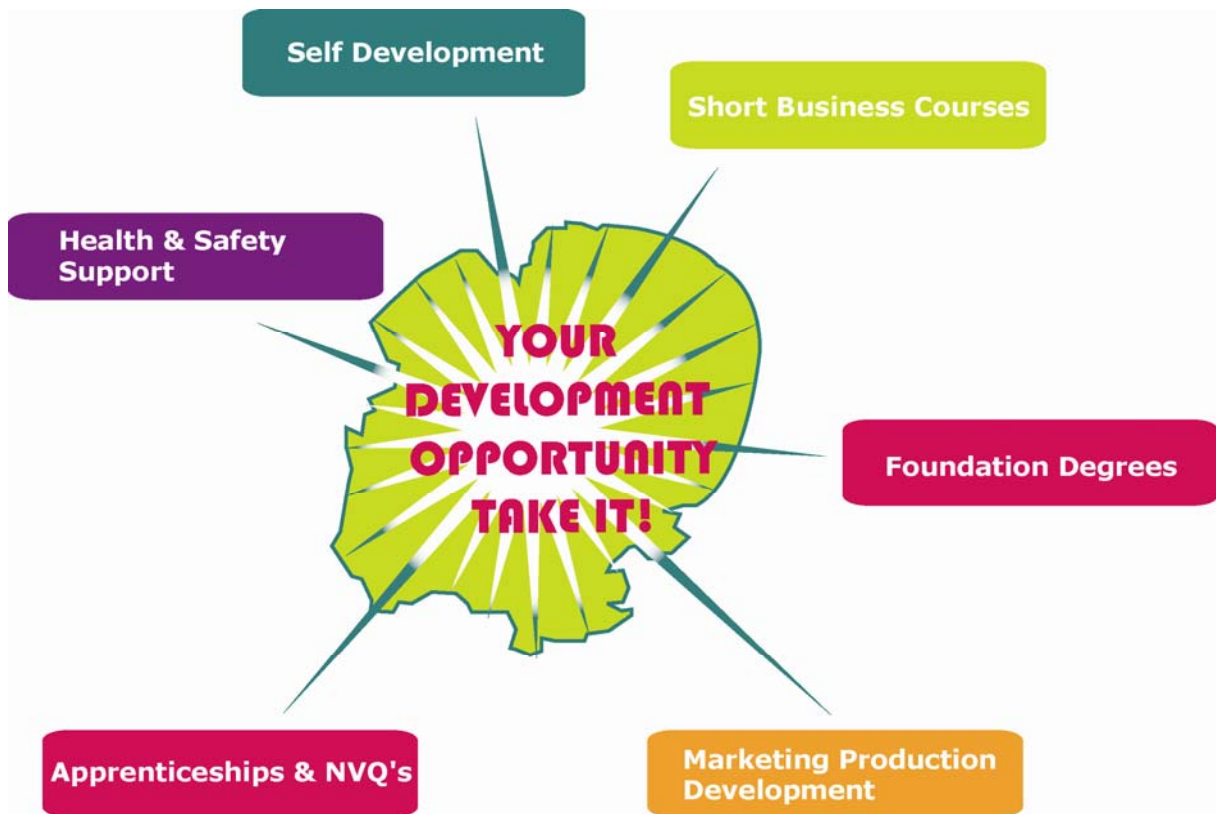 Self Development
Short Business Courses
Health & Safety
Support
YOUR
DEVELOPMENT
OPPORTUNITY
TAKE IT!
Foundation Degrees
Apprenticeships & NVQ's
Marketing Production
Development